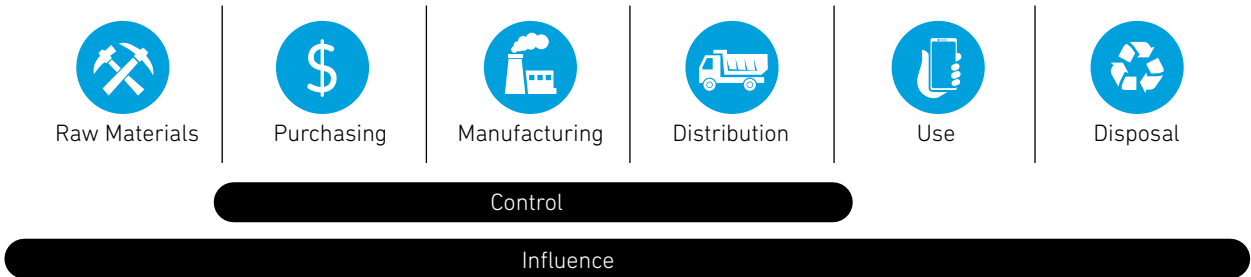 $
Raw Materials
Purchasing
Manufacturing
Distribution
Use
Disposal
Control
Influence